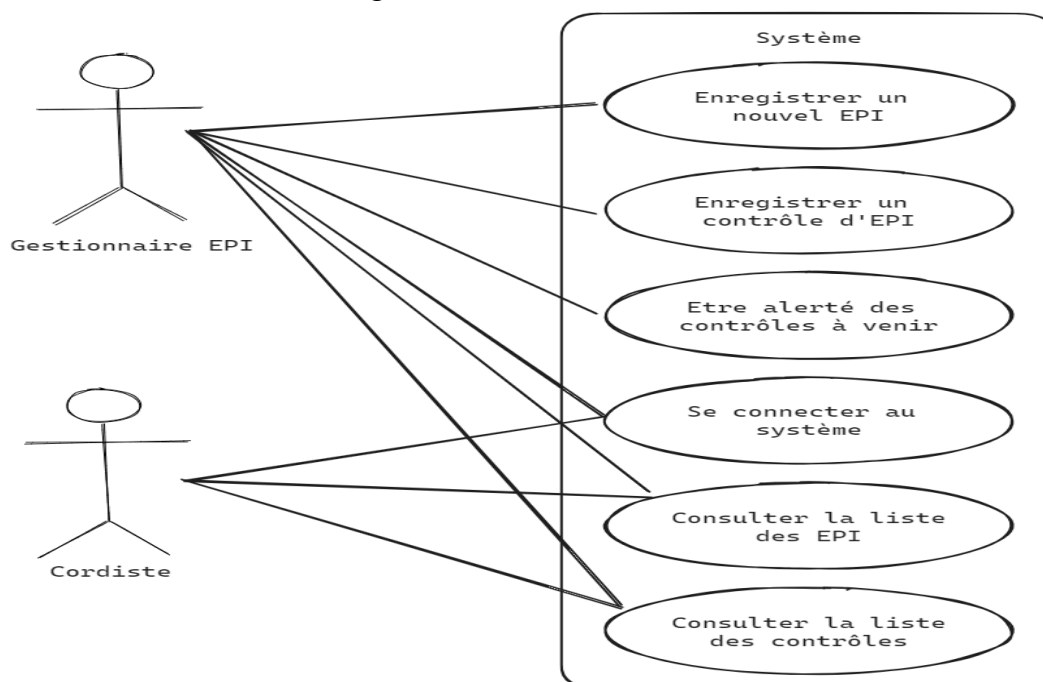 Système
Enregistrer un
nouvel EPI
Enregistrer un
contrôle d'EPI
Gestionnaire EPI
Etre alerté des
contrôles à venir
Se connecter au
système
Consulter la liste
des EPI
Cordiste
Consulter la liste
des contrôles